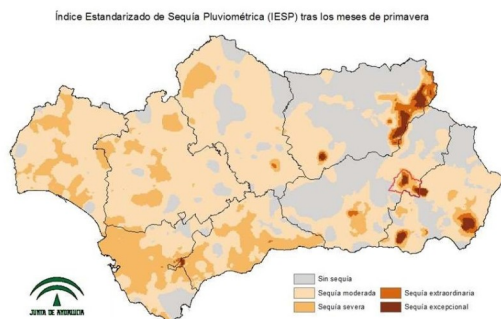 Índice Estandarizado de Sequía Pluviométrica (IESP) tras los meses de primavera
Sin sequía
Sequía moderada
Sequía severa
Sequía extraordinaria
Sequía excepcional
JUNTA DE ANDALUCIA